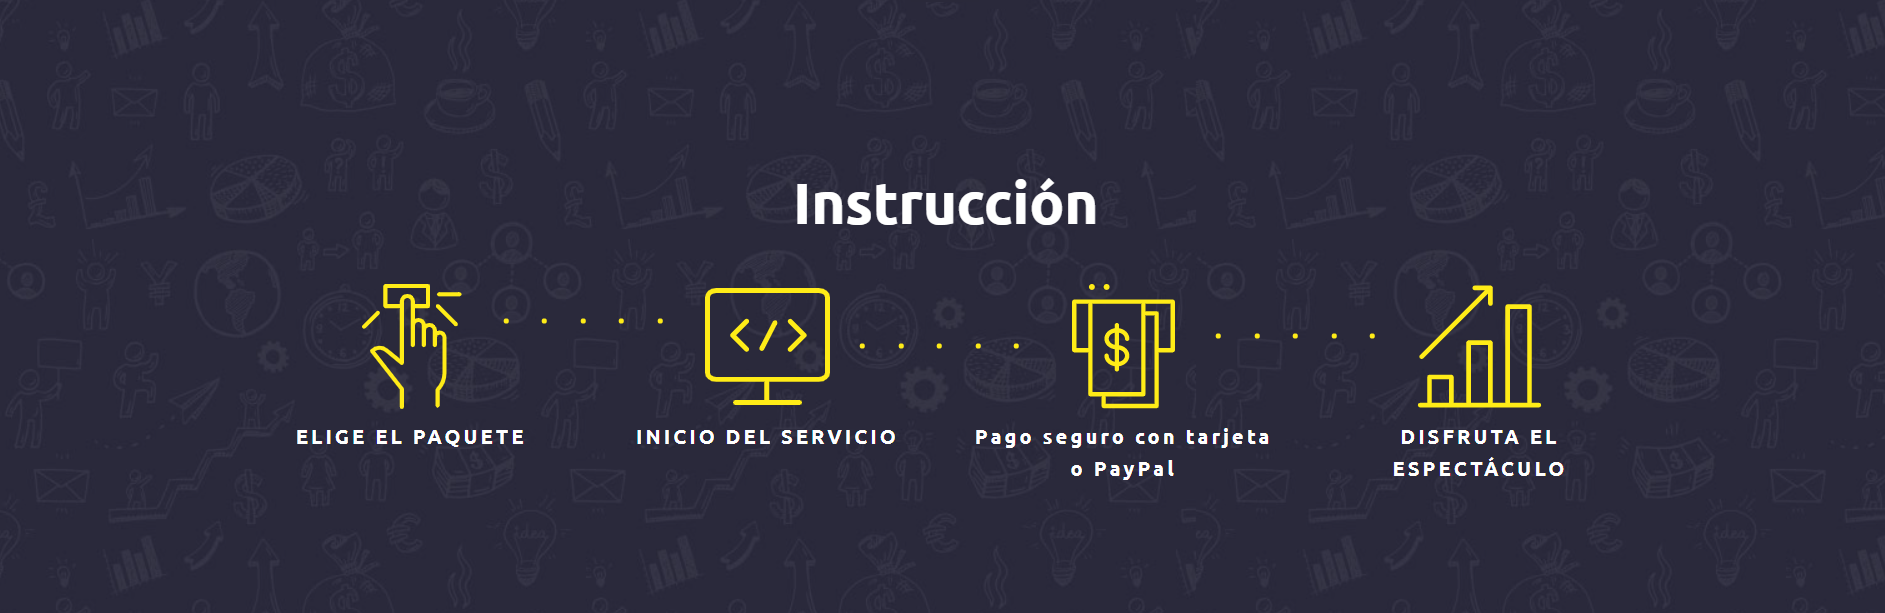 Instrucción
ELIGE EL PAQUETE
INICIO DEL SERVICIO
Pago seguro con tarjeta
o PayPal
DISFRUTA EL
ESPECTÁCULO